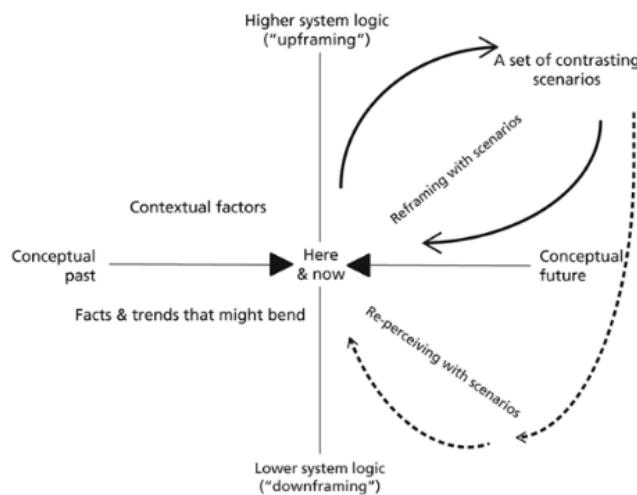 Higher system logic
("upframing")
A set of contrasting
scenarios
Reframing with scenarios
Contextual factors
Conceptual
past
Here
& now
Conceptual
future
Facts & trends that might bend
Re-perceiving with scenarios
Lower system logic
("downframing")